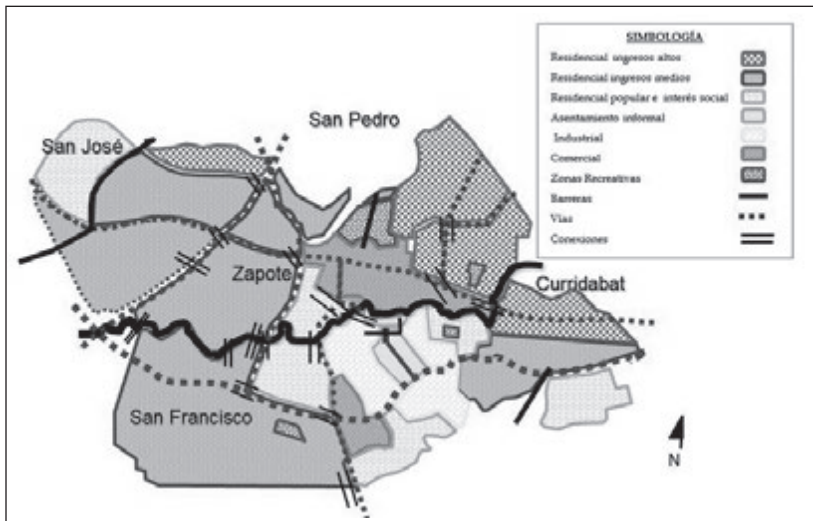 SIMBOLOGÍA
Residencial ingresos altos
Residencial ingresos medios
Residencial popular e interés social
Asentamiento informal
Industrial
Comercial
Zonas Recreativas
Barreras
Vías
Conexiones
San Pedro
San José
Zapote
Curridabat
San Francisco
N